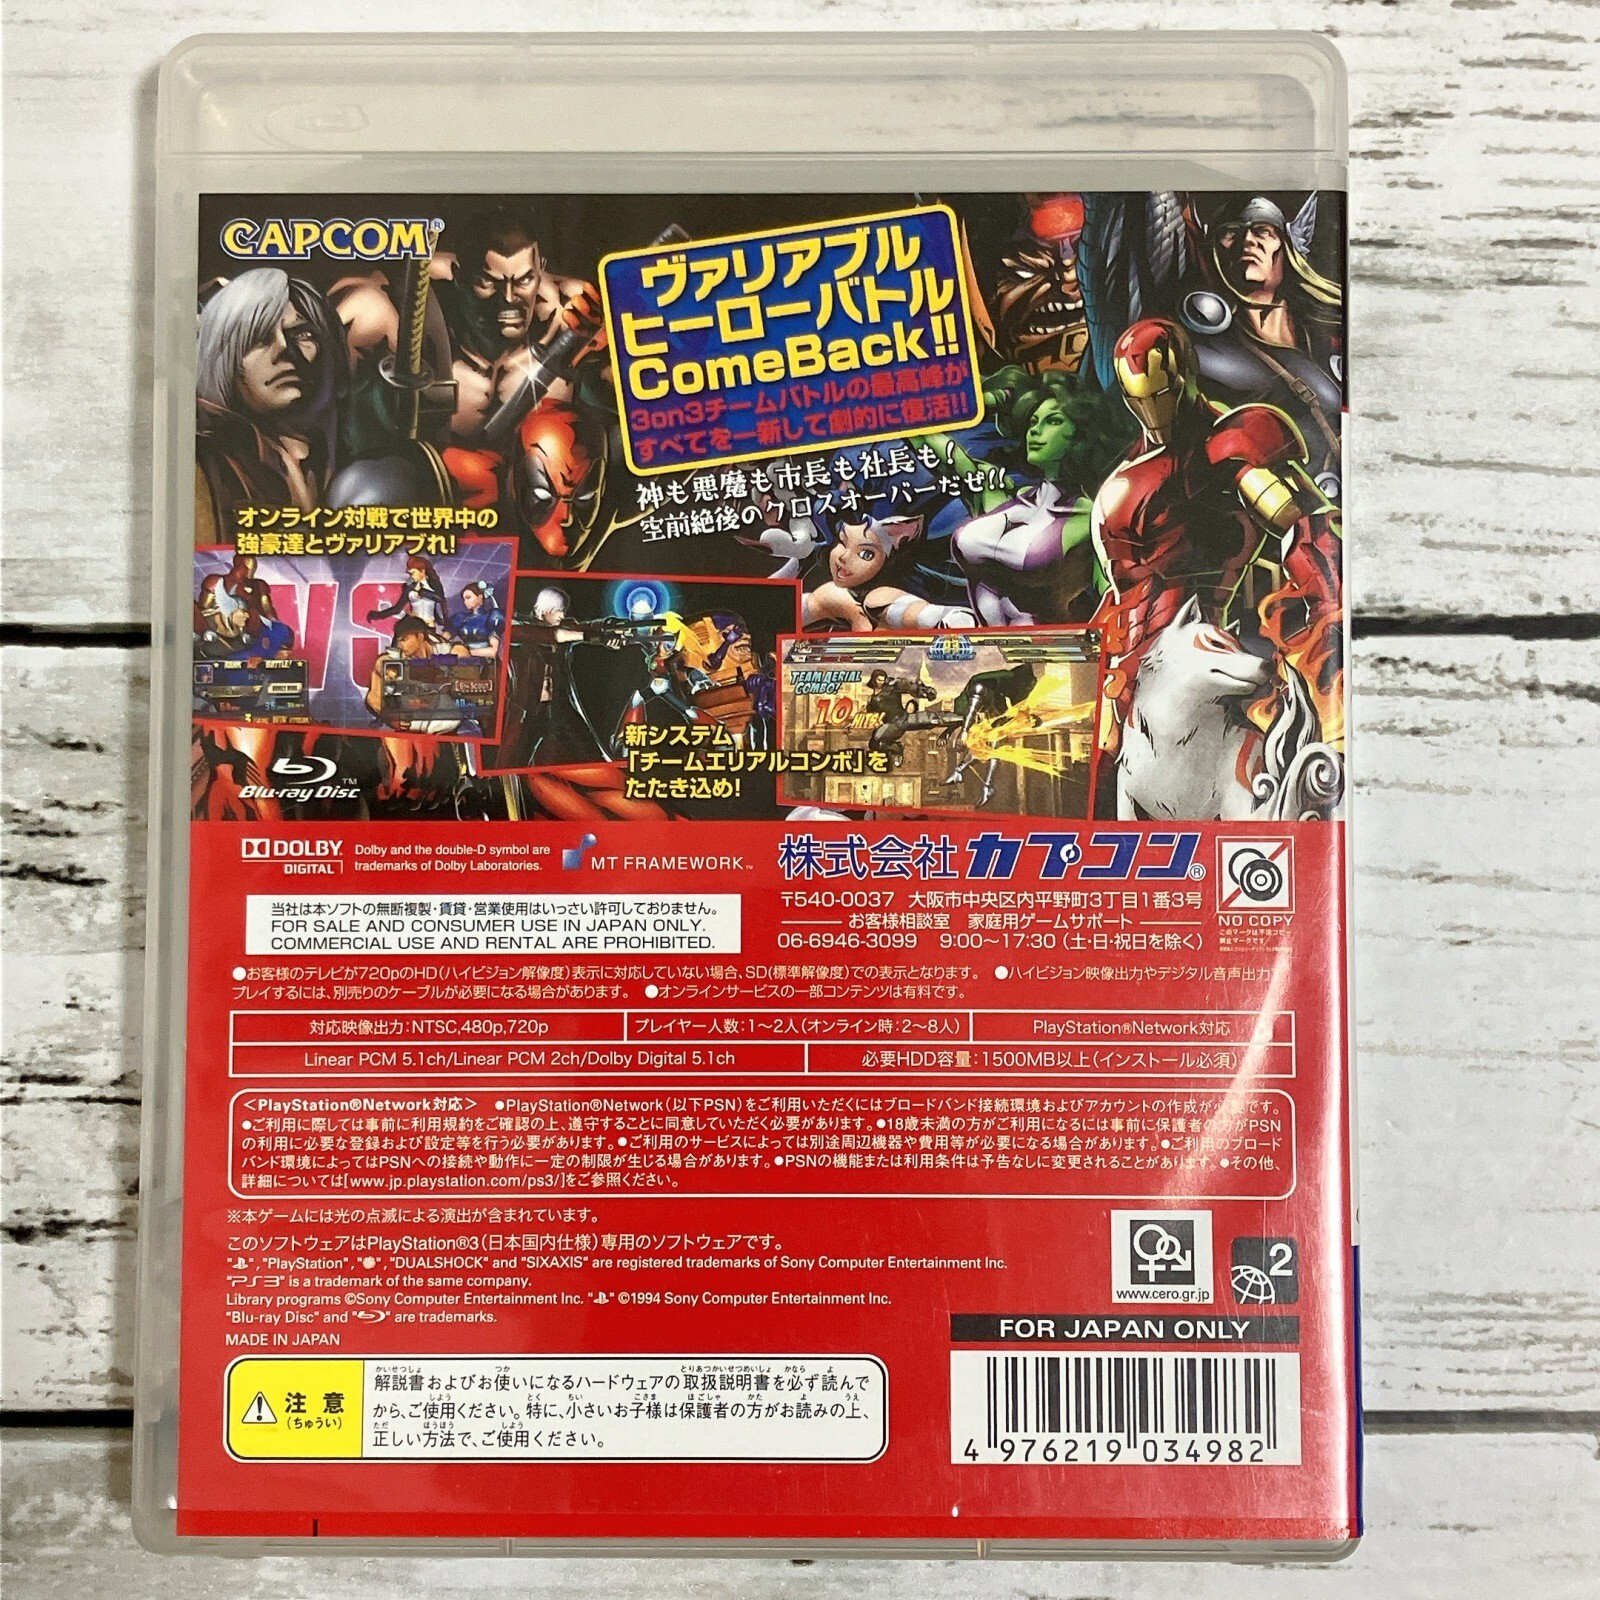 CAPCOM®
ヴァリアブル
ヒーローバトル
ComeBack!!
3on3チームバトルの最高峰が
すべてを一新して劇的に復活!!
神も悪魔も市長も社長も!
空前絶後のクロスオーバーだぜ!!
オンライン対戦で世界中の
強豪達とヴァリアブれ!
VS
TEAM AERIAL
COMBO!
10 HITS!
新システム
「チームエリアルコンボ」を
たたき込め!
Blu-ray Disc™
DOLBY
DIGITAL
Dolby and the double-D symbol are
trademarks of Dolby Laboratories.
MT FRAMEWORK™
株式会社カプコン®
〒540-0037 大阪市中央区内平野町3丁目1番3号
お客様相談室 家庭用ゲームサポート
06-6946-3099 9:00〜17:30(土・日・祝日を除く)
NO COPY
このマークは不法コピー
禁止マークです
当社は本ソフトの無断複製・賃貸・営業使用はいっさい許可しておりません。
FOR SALE AND CONSUMER USE IN JAPAN ONLY.
COMMERCIAL USE AND RENTAL ARE PROHIBITED.
●お客様のテレビが720pのHD(ハイビジョン解像度)表示に対応していない場合、SD(標準解像度)での表示となります。 ●ハイビジョン映像出力やデジタル音声出力
プレイするには、別売りのケーブルが必要になる場合があります。 ●オンラインサービスの一部コンテンツは有料です。
対応映像出力:NTSC,480p,720p
プレイヤー人数:1〜2人(オンライン時:2〜8人)
PlayStation®Network対応
Linear PCM 5.1ch/Linear PCM 2ch/Dolby Digital 5.1ch
必要HDD容量:1500MB以上(インストール必須)
<PlayStation®Network対応> ●PlayStation®Network(以下PSN)をご利用いただくにはブロードバンド接続環境およびアカウントの作成が必要です。
●ご利用に際しては事前に利用規約をご確認の上、遵守することに同意していただく必要があります。●18歳未満の方がご利用になるには事前に保護者の方がPSN
の利用に必要な登録および設定等を行う必要があります。●ご利用のサービスによっては別途周辺機器や費用等が必要になる場合があります。●ご利用のブロード
バンド環境によってはPSNへの接続や動作に一定の制限が生じる場合があります。●PSNの機能または利用条件は予告なしに変更されることがあります。●その他、
詳細については[www.jp.playstation.com/ps3/]をご参照ください。
※本ゲームには光の点滅による演出が含まれています。
このソフトウェアはPlayStation®3(日本国内仕様)専用のソフトウェアです。
" ", "PlayStation", " ", "DUALSHOCK" and "SIXAXIS" are registered trademarks of Sony Computer Entertainment Inc.
"PS3" is a trademark of the same company.
Library programs ©Sony Computer Entertainment Inc. " " ©1994 Sony Computer Entertainment Inc.
"Blu-ray Disc" and " " are trademarks.
MADE IN JAPAN
www.cero.gr.jp
2
FOR JAPAN ONLY
4 976219 034982
注意
(ちゅうい)
解説書およびお使いになるハードウェアの取扱説明書を必ず読んで
から、ご使用ください。特に、小さいお子様は保護者の方がお読みの上、
正しい方法で、ご使用ください。